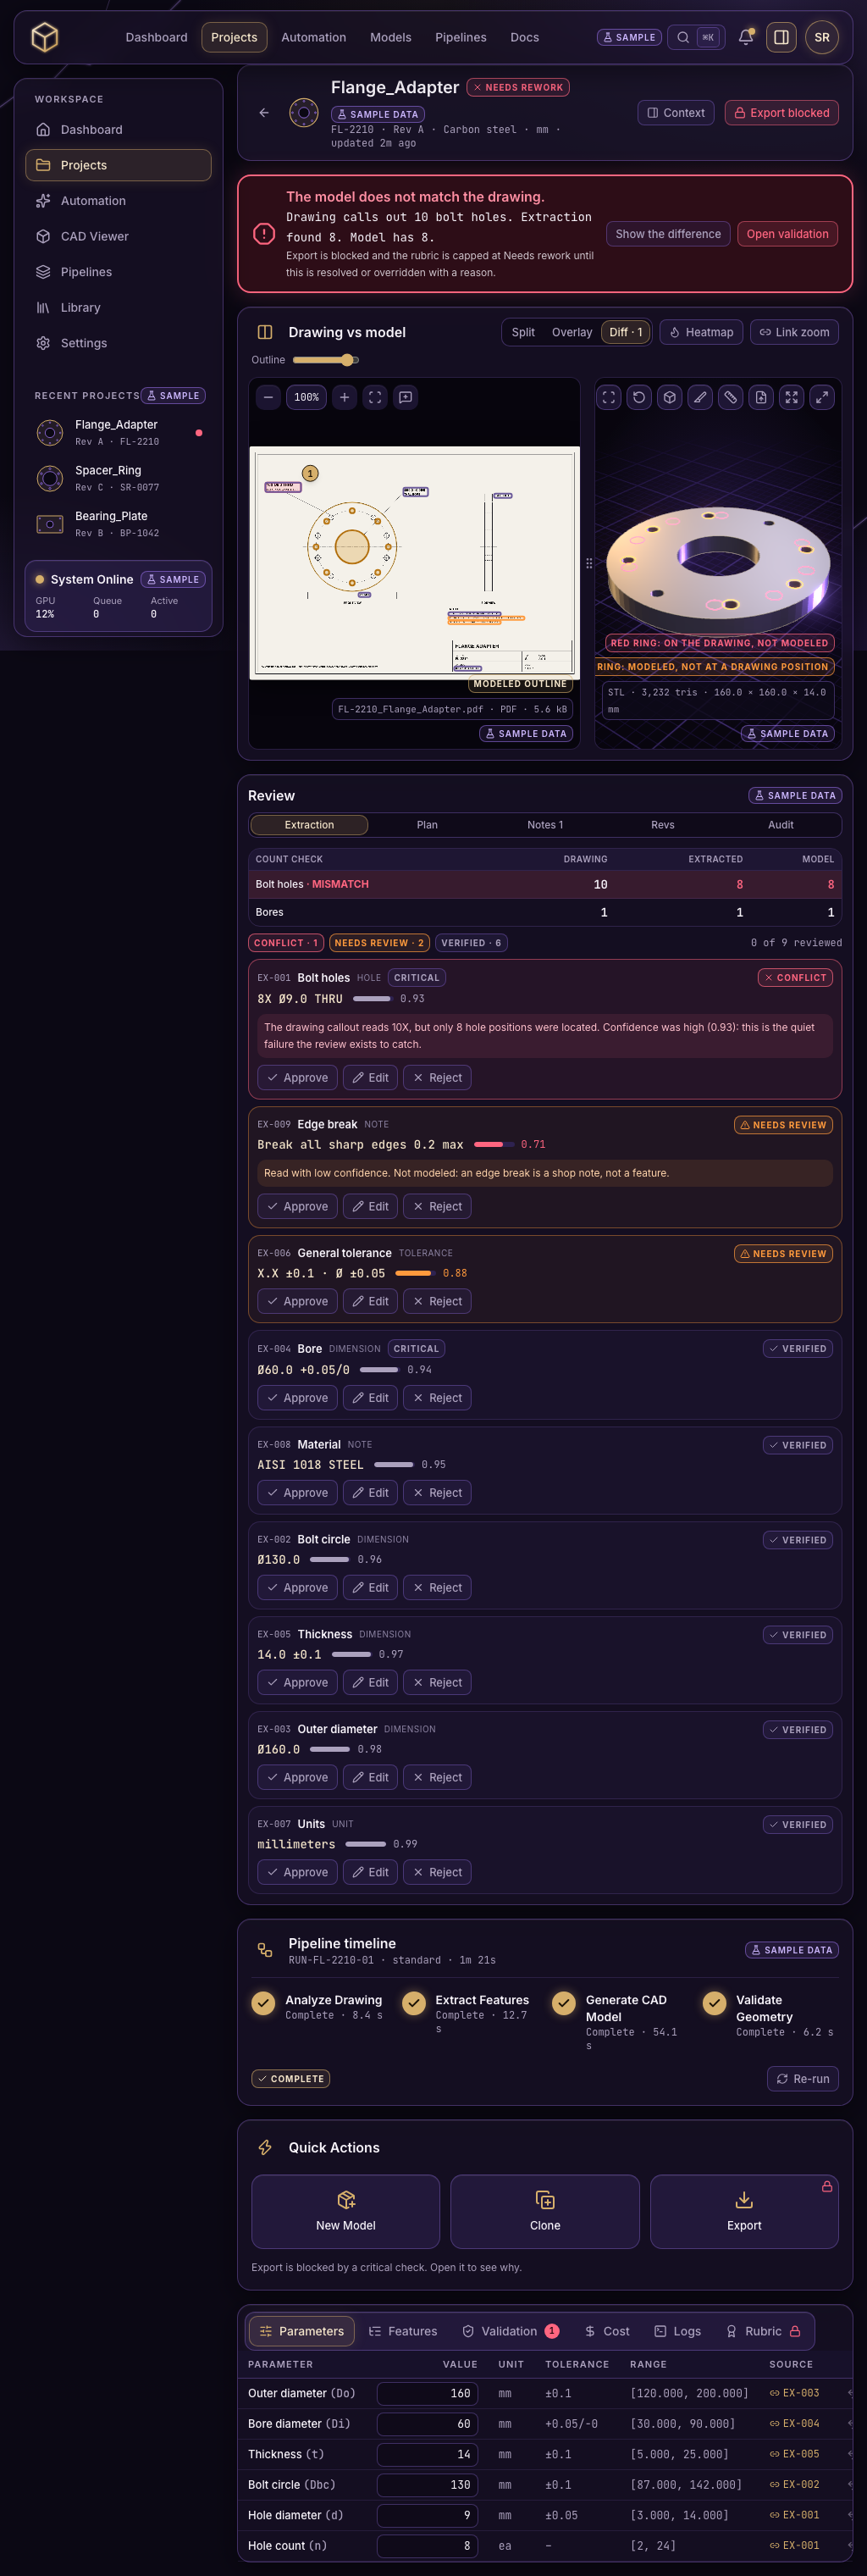 Dashboard Projects Automation Models Pipelines Docs SAMPLE ⌘K SR
WORKSPACE
Dashboard
Projects
Automation
CAD Viewer
Pipelines
Library
Settings
RECENT PROJECTS SAMPLE
Flange_Adapter
Rev A · FL-2210
Spacer_Ring
Rev C · SR-0077
Bearing_Plate
Rev B · BP-1042
System Online SAMPLE
GPU Queue Active
12% 0 0
Flange_Adapter NEEDS REWORK
SAMPLE DATA
FL-2210 · Rev A · Carbon steel · mm ·
updated 2m ago
Context Export blocked
The model does not match the drawing.
Drawing calls out 10 bolt holes. Extraction
found 8. Model has 8.
Export is blocked and the rubric is capped at Needs rework until
this is resolved or overridden with a reason.
Show the difference Open validation
Drawing vs model
Split Overlay Diff · 1 Heatmap Link zoom
Outline
100%
1
FLANGE ADAPTER
MODELED OUTLINE
FL-2210_Flange_Adapter.pdf · PDF · 5.6 kB
SAMPLE DATA
RED RING: ON THE DRAWING, NOT MODELED
RING: MODELED, NOT AT A DRAWING POSITION
STL · 3,232 tris · 160.0 × 160.0 × 14.0
mm
SAMPLE DATA
Review SAMPLE DATA
Extraction Plan Notes 1 Revs Audit
COUNT CHECK DRAWING EXTRACTED MODEL
Bolt holes · MISMATCH 10 8 8
Bores 1 1 1
CONFLICT · 1 NEEDS REVIEW · 2 VERIFIED · 6 0 of 9 reviewed
EX-001 Bolt holes HOLE CRITICAL CONFLICT
8X Ø9.0 THRU 0.93
The drawing callout reads 10X, but only 8 hole positions were located. Confidence was high (0.93): this is the quiet
failure the review exists to catch.
Approve Edit Reject
EX-009 Edge break NOTE NEEDS REVIEW
Break all sharp edges 0.2 max 0.71
Read with low confidence. Not modeled: an edge break is a shop note, not a feature.
Approve Edit Reject
EX-006 General tolerance TOLERANCE NEEDS REVIEW
X.X ±0.1 · Ø ±0.05 0.88
Approve Edit Reject
EX-004 Bore DIMENSION CRITICAL VERIFIED
Ø60.0 +0.05/0 0.94
Approve Edit Reject
EX-008 Material NOTE VERIFIED
AISI 1018 STEEL 0.95
Approve Edit Reject
EX-002 Bolt circle DIMENSION VERIFIED
Ø130.0 0.96
Approve Edit Reject
EX-005 Thickness DIMENSION VERIFIED
14.0 ±0.1 0.97
Approve Edit Reject
EX-003 Outer diameter DIMENSION VERIFIED
Ø160.0 0.98
Approve Edit Reject
EX-007 Units UNIT VERIFIED
millimeters 0.99
Approve Edit Reject
Pipeline timeline
RUN-FL-2210-01 · standard · 1m 21s
SAMPLE DATA
Analyze Drawing
Complete · 8.4 s
Extract Features
Complete · 12.7
s
Generate CAD
Model
Complete · 54.1
s
Validate
Geometry
Complete · 6.2 s
COMPLETE Re-run
Quick Actions
New Model Clone Export
Export is blocked by a critical check. Open it to see why.
Parameters Features Validation 1 Cost Logs Rubric
PARAMETER VALUE UNIT TOLERANCE RANGE SOURCE
Outer diameter (Do) 160 mm ±0.1 [120.000, 200.000] EX-003
Bore diameter (Di) 60 mm +0.05/-0 [30.000, 90.000] EX-004
Thickness (t) 14 mm ±0.1 [5.000, 25.000] EX-005
Bolt circle (Dbc) 130 mm ±0.1 [87.000, 142.000] EX-002
Hole diameter (d) 9 mm ±0.05 [3.000, 14.000] EX-001
Hole count (n) 8 ea – [2, 24] EX-001